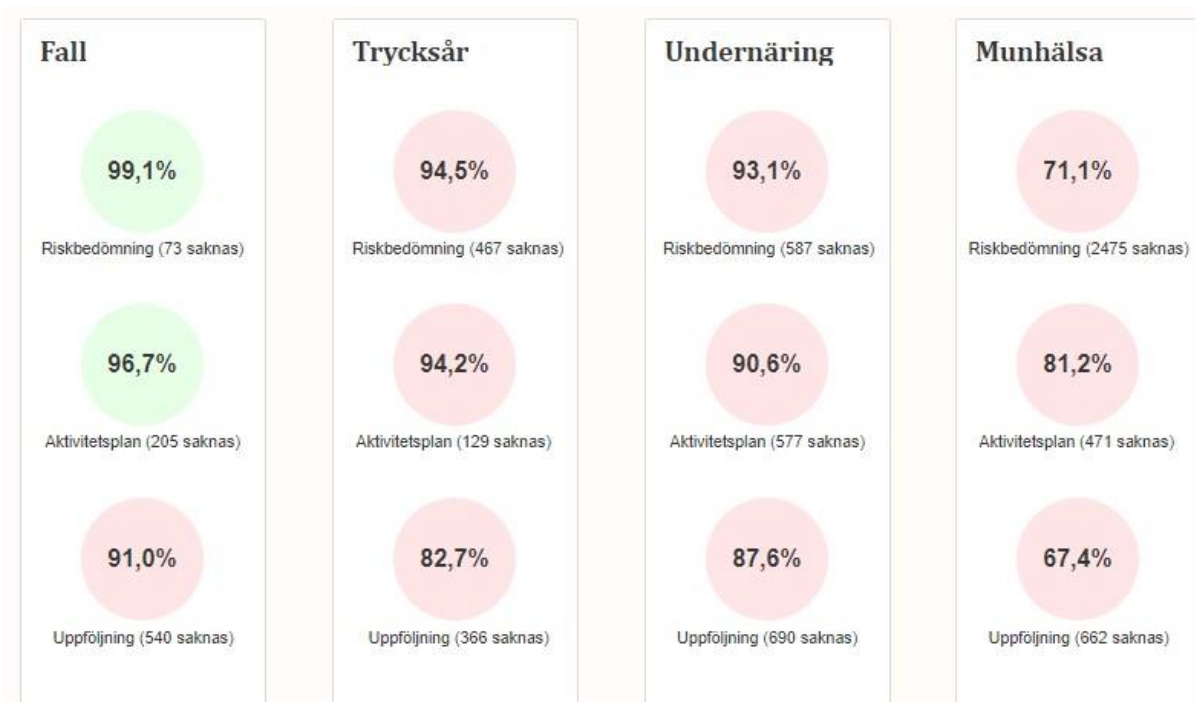 Fall
99,1%
Riskbedömning (73 saknas)
96,7%
Aktivitetsplan (205 saknas)
91,0%
Uppföljning (540 saknas)
Trycksår
94,5%
Riskbedömning (467 saknas)
94,2%
Aktivitetsplan (129 saknas)
82,7%
Uppföljning (366 saknas)
Undernäring
93,1%
Riskbedömning (587 saknas)
90,6%
Aktivitetsplan (577 saknas)
87,6%
Uppföljning (690 saknas)
Munhälsa
71,1%
Riskbedömning (2475 saknas)
81,2%
Aktivitetsplan (471 saknas)
67,4%
Uppföljning (662 saknas)